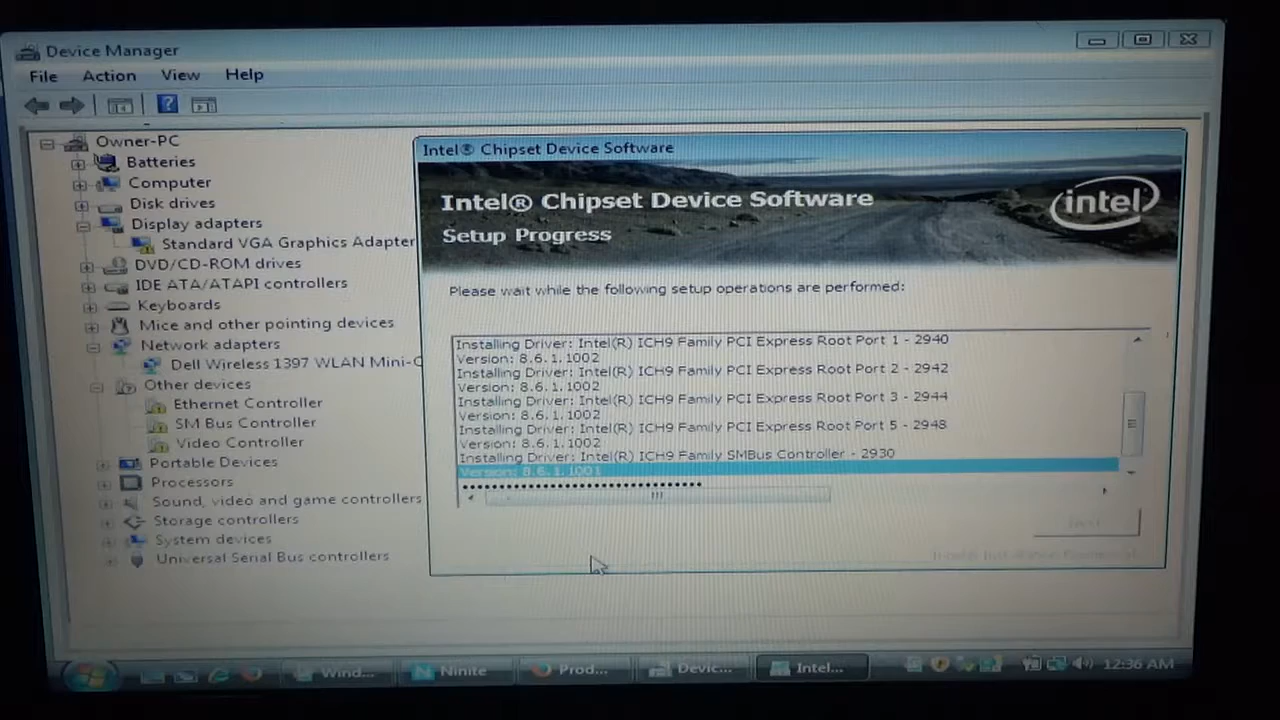 Device Manager
File Action View Help
Owner-PC
Batteries
Computer
Disk drives
Display adapters
Standard VGA Graphics Adapter
DVD/CD-ROM drives
IDE ATA/ATAPI controllers
Keyboards
Mice and other pointing devices
Network adapters
Dell Wireless 1397 WLAN Mini-C
Other devices
Ethernet Controller
SM Bus Controller
Video Controller
Portable Devices
Processors
Sound, video and game controllers
Storage controllers
System devices
Universal Serial Bus controllers
Intel® Chipset Device Software
Intel® Chipset Device Software
intel
Setup Progress
Please wait while the following setup operations are performed:
Installing Driver: Intel(R) ICH9 Family PCI Express Root Port 1 - 2940
Version: 8.6.1.1002
Installing Driver: Intel(R) ICH9 Family PCI Express Root Port 2 - 2942
Version: 8.6.1.1002
Installing Driver: Intel(R) ICH9 Family PCI Express Root Port 3 - 2944
Version: 8.6.1.1002
Installing Driver: Intel(R) ICH9 Family PCI Express Root Port 5 - 2948
Version: 8.6.1.1002
Installing Driver: Intel(R) ICH9 Family SMBus Controller - 2930
Version: 8.6.1.1001
Next
Wind... Ninite Prod... Devic... Intel... 12:36 AM